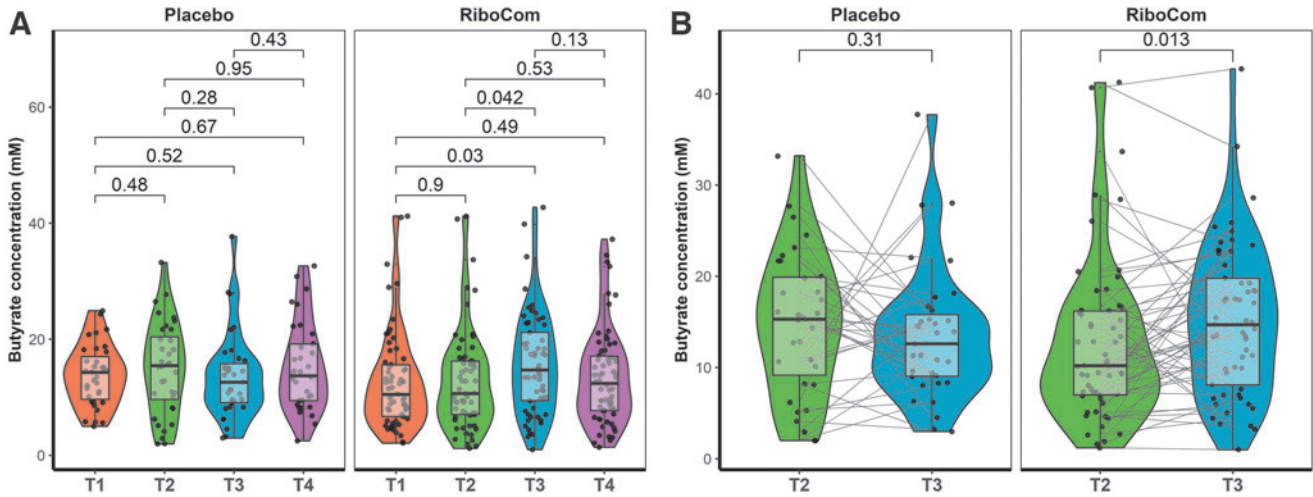 A
Placebo
RiboCom
Butyrate concentration (mM)
60
40
20
0
0.43
0.95
0.28
0.67
0.52
0.48
0.13
0.53
0.042
0.49
0.03
0.9
T1 T2 T3 T4
T1 T2 T3 T4
B
Placebo
RiboCom
Butyrate concentration (mM)
40
30
20
10
0
0.31
0.013
T2 T3
T2 T3